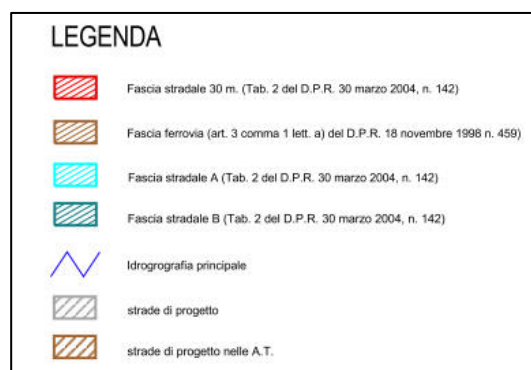 LEGENDA
Fascia stradale 30 m. (Tab. 2 del D.P.R. 30 marzo 2004, n. 142)
Fascia ferrovia (art. 3 comma 1 lett. a) del D.P.R. 18 novembre 1998 n. 459)
Fascia stradale A (Tab. 2 del D.P.R. 30 marzo 2004, n. 142)
Fascia stradale B (Tab. 2 del D.P.R. 30 marzo 2004, n. 142)
Idrogrografia principale
strade di progetto
strade di progetto nelle A.T.